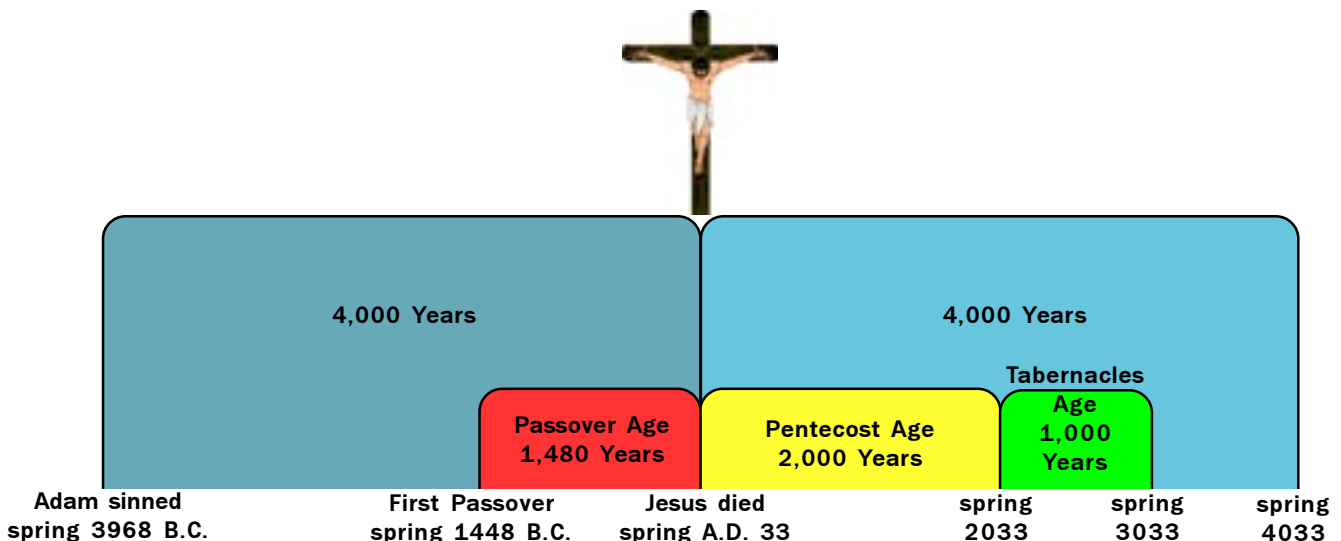 4,000 Years
4,000 Years
Passover Age
1,480 Years
Pentecost Age
2,000 Years
Tabernacles
Age
1,000
Years
Adam sinned
spring 3968 B.C.
First Passover
spring 1448 B.C.
Jesus died
spring A.D. 33
spring
2033
spring
3033
spring
4033